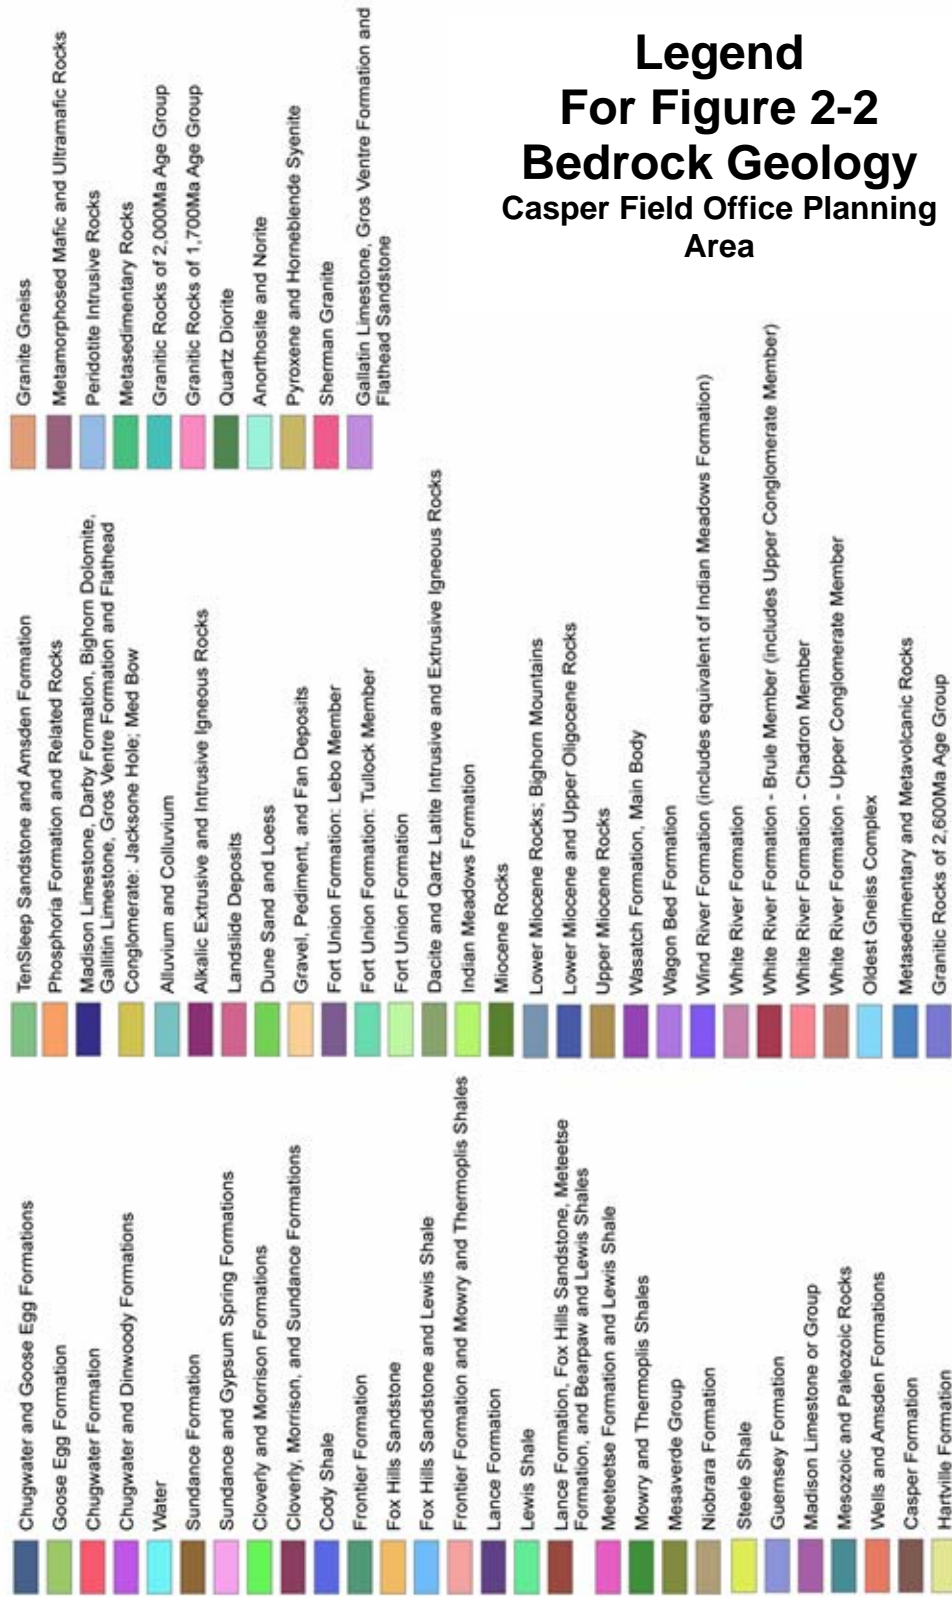 Legend
For Figure 2-2
Bedrock Geology
Casper Field Office Planning
Area
Chugwater and Goose Egg Formations
Goose Egg Formation
Chugwater Formation
Chugwater and Dinwoody Formations
Water
Sundance Formation
Sundance and Gypsum Spring Formations
Cloverly and Morrison Formations
Cloverly, Morrison, and Sundance Formations
Cody Shale
Frontier Formation
Fox Hills Sandstone
Fox Hills Sandstone and Lewis Shale
Frontier Formation and Mowry and Thermoplis Shales
Lance Formation
Lewis Shale
Lance Formation, Fox Hills Sandstone, Meteetse
Formation, and Bearpaw and Lewis Shales
Meeteetse Formation and Lewis Shale
Mowry and Thermoplis Shales
Mesaverde Group
Niobrara Formation
Steele Shale
Guernsey Formation
Madison Limestone or Group
Mesozoic and Paleozoic Rocks
Wells and Amsden Formations
Casper Formation
Hartville Formation
TenSleep Sandstone and Amsden Formation
Phosphoria Formation and Related Rocks
Madison Limestone, Darby Formation, Bighorn Dolomite,
Gallitin Limestone, Gros Ventre Formation and Flathead
Conglomerate: Jacksone Hole; Med Bow
Alluvium and Colluvium
Alkalic Extrusive and Intrusive Igneous Rocks
Landslide Deposits
Dune Sand and Loess
Gravel, Pediment, and Fan Deposits
Fort Union Formation: Lebo Member
Fort Union Formation: Tullock Member
Fort Union Formation
Dacite and Qartz Latite Intrusive and Extrusive Igneous Rocks
Indian Meadows Formation
Miocene Rocks
Lower Miocene Rocks; Bighorn Mountains
Lower Miocene and Upper Oligocene Rocks
Upper Miocene Rocks
Wasatch Formation, Main Body
Wagon Bed Formation
Wind River Formation (includes equivalent of Indian Meadows Formation)
White River Formation
White River Formation - Brule Member (includes Upper Conglomerate Member)
White River Formation - Chadron Member
White River Formation - Upper Conglomerate Member
Oldest Gneiss Complex
Metasedimentary and Metavolcanic Rocks
Granitic Rocks of 2,600Ma Age Group
Granite Gneiss
Metamorphosed Mafic and Ultramafic Rocks
Peridotite Intrusive Rocks
Metasedimentary Rocks
Granitic Rocks of 2,000Ma Age Group
Granitic Rocks of 1,700Ma Age Group
Quartz Diorite
Anorthosite and Norite
Pyroxene and Horneblende Syenite
Sherman Granite
Gallatin Limestone, Gros Ventre Formation and
Flathead Sandstone